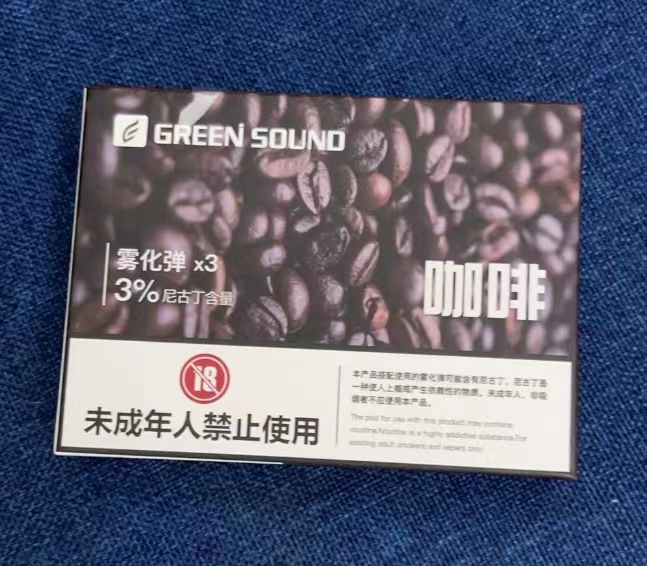 GREEN SOUND
雾化弹 x3
3% 尼古丁含量
咖啡
18
未成年人禁止使用
本产品搭配使用的雾化弹可能含有尼古丁，尼古丁是
一种使人上瘾或产生依赖性的物质。未成年人、非吸
烟者不应使用本产品。
The pod for use with this product may contains
nicotine.Nicotine is a highly addictive substance.For
existing adult smokers and vapers only.